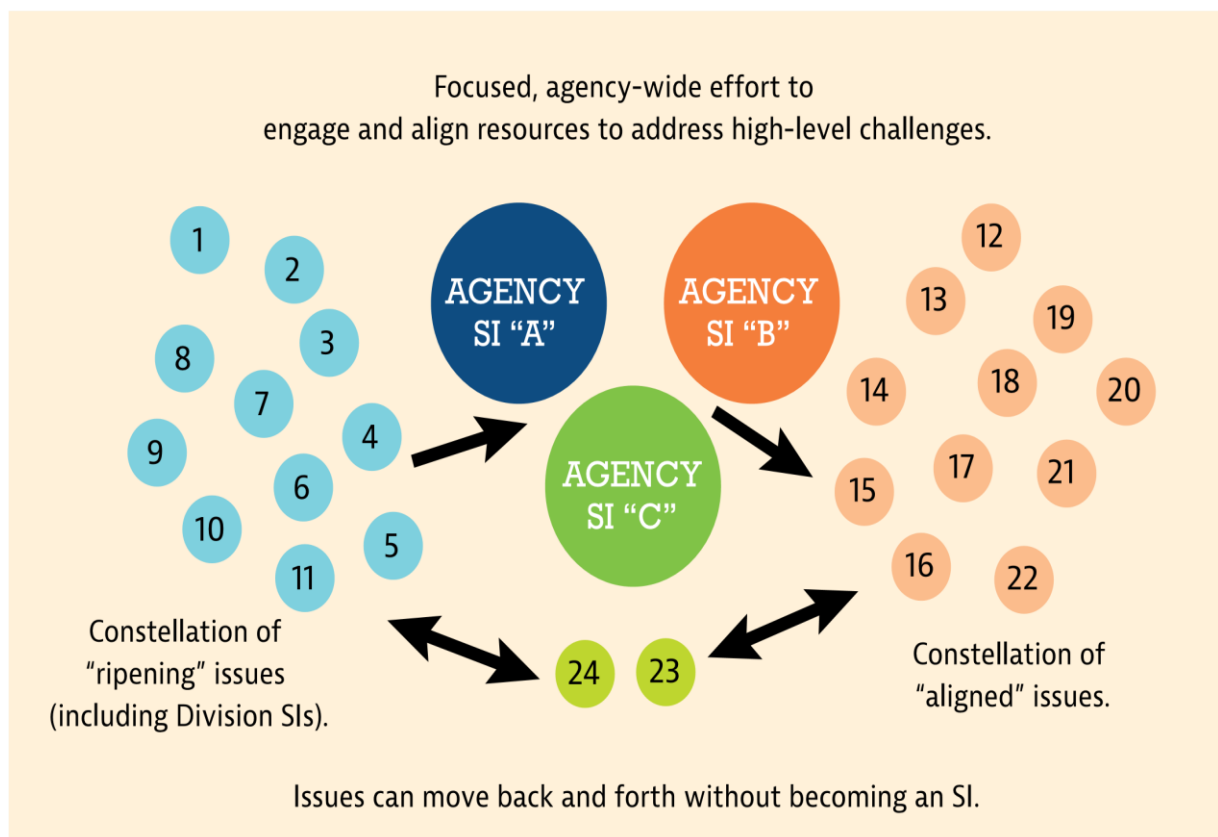 Focused, agency-wide effort to
engage and align resources to address high-level challenges.
1
2
3
8
7
4
9
6
10
5
11
AGENCY
SI “A”
AGENCY
SI “B”
AGENCY
SI “C”
12
13
19
18
14
20
17
21
15
16
22
Constellation of
“ripening” issues
(including Division SIs).
24
23
Constellation of
“aligned” issues.
Issues can move back and forth without becoming an SI.